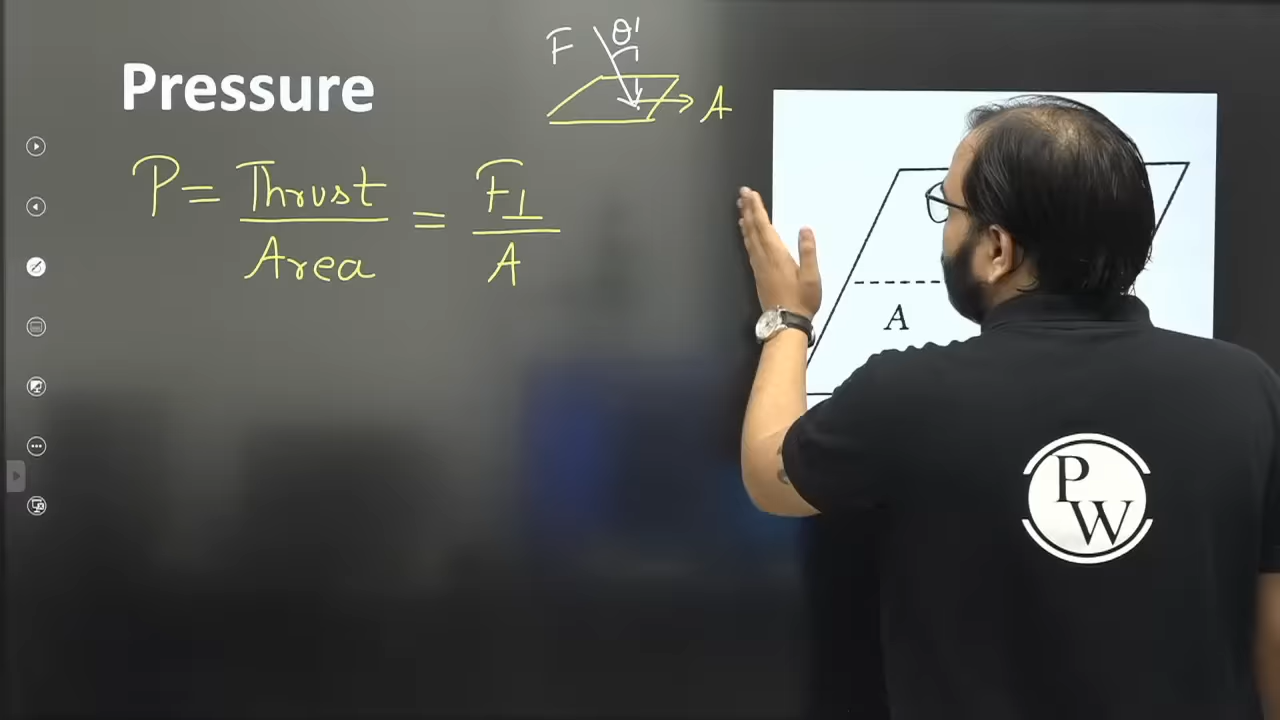 Pressure
F θ
A
P = Thrust / Area = F⊥ / A
A
P
W